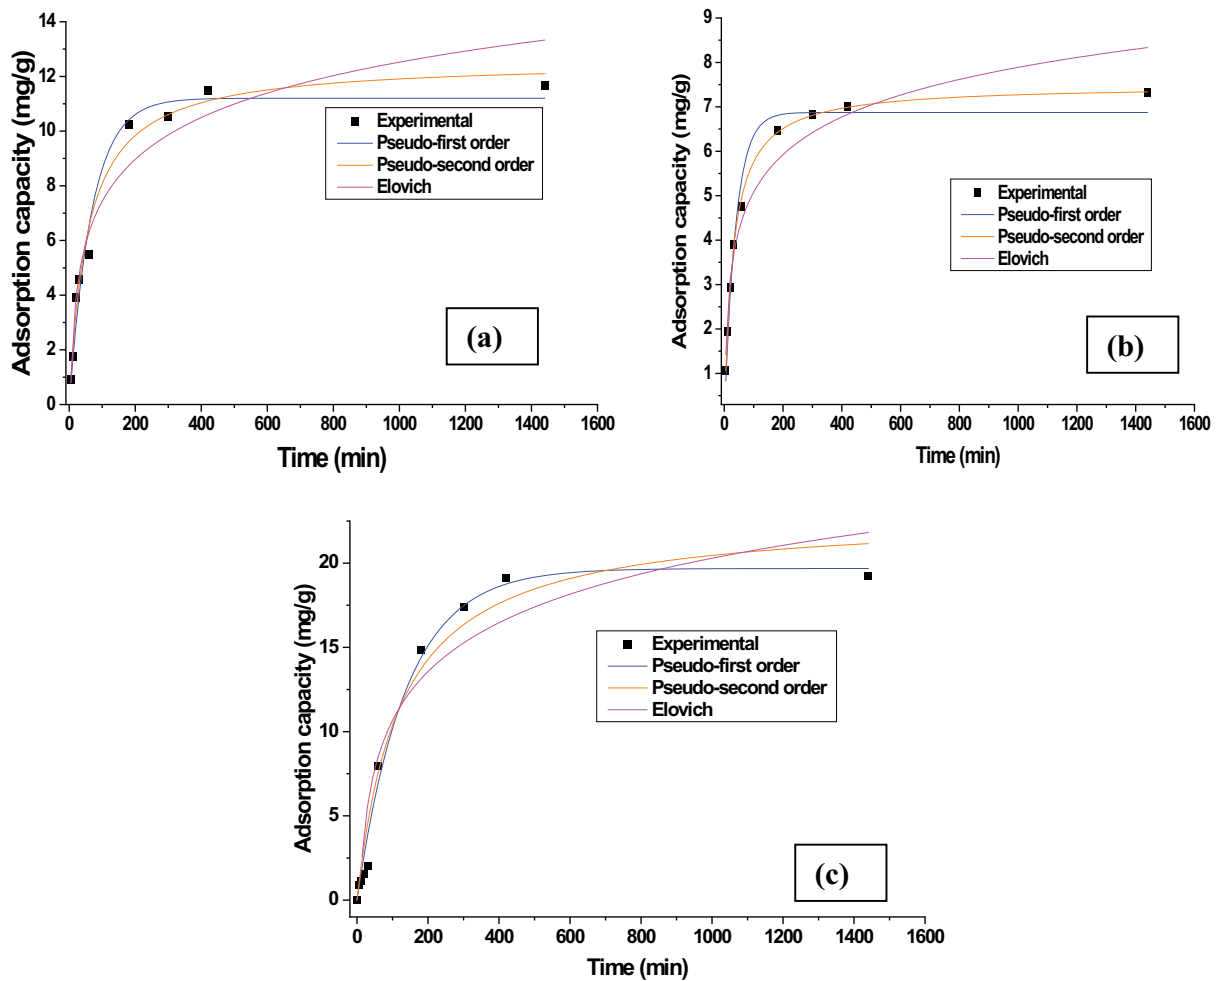 14
12
10
8
6
4
2
0
Adsorption capacity (mg/g)
Experimental
Pseudo-first order
Pseudo-second order
Elovich
(a)
0 200 400 600 800 1000 1200 1400 1600
Time (min)
9
8
7
6
5
4
3
2
1
Adsorption capacity (mg/g)
Experimental
Pseudo-first order
Pseudo-second order
Elovich
(b)
0 200 400 600 800 1000 1200 1400 1600
Time (min)
20
15
10
5
0
Adsorption capacity (mg/g)
Experimental
Pseudo-first order
Pseudo-second order
Elovich
(c)
0 200 400 600 800 1000 1200 1400 1600
Time (min)